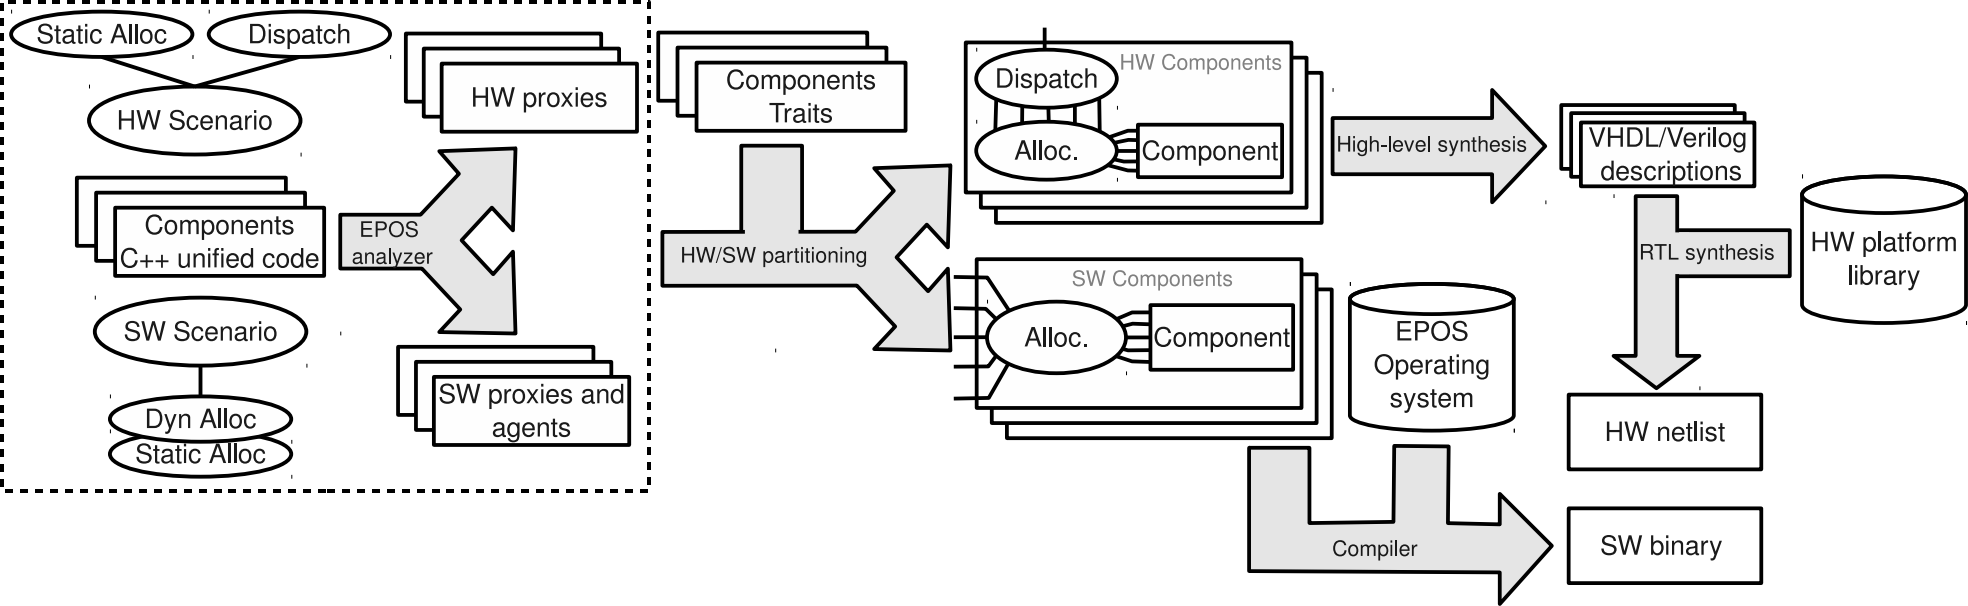 Static Alloc
Dispatch
HW Scenario
Components
C++ unified code
SW Scenario
Dyn Alloc
Static Alloc
EPOS
analyzer
HW proxies
SW proxies and
agents
Components
Traits
HW/SW partitioning
HW Components
Dispatch
Alloc.
Component
SW Components
Alloc.
Component
High-level synthesis
VHDL/Verilog
descriptions
HW platform
library
RTL synthesis
EPOS
Operating
system
Compiler
HW netlist
SW binary